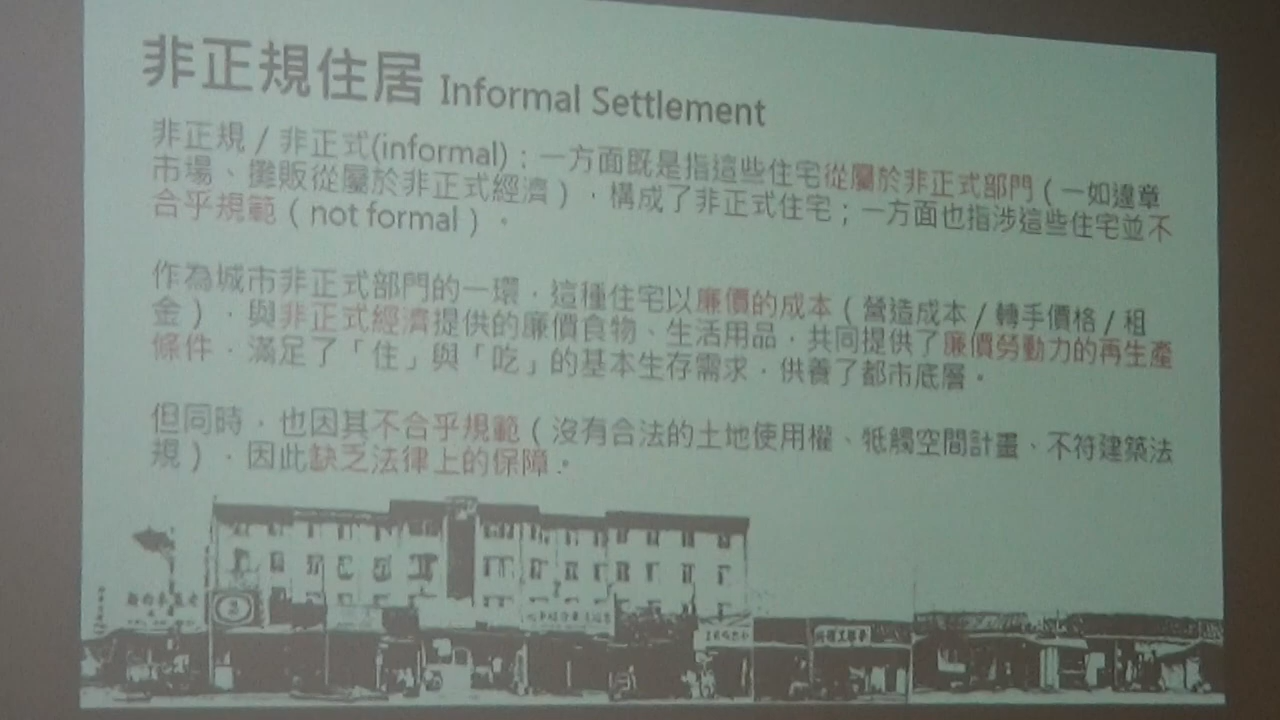 非正規住居 Informal Settlement
非正規 / 非正式(informal)：一方面既是指這些住宅從屬於非正式部門（一如違章
市場、攤販從屬於非正式經濟），構成了非正式住宅；一方面也指涉這些住宅並不
合乎規範（not formal）。
作為城市非正式部門的一環，這種住宅以廉價的成本（營造成本 / 轉手價格 / 租
金），與非正式經濟提供的廉價食物、生活用品，共同提供了廉價勞動力的再生產
條件，滿足了「住」與「吃」的基本生存需求，供養了都市底層。
但同時，也因其不合乎規範（沒有合法的土地使用權、牴觸空間計畫、不符建築法
規），因此缺乏法律上的保障。